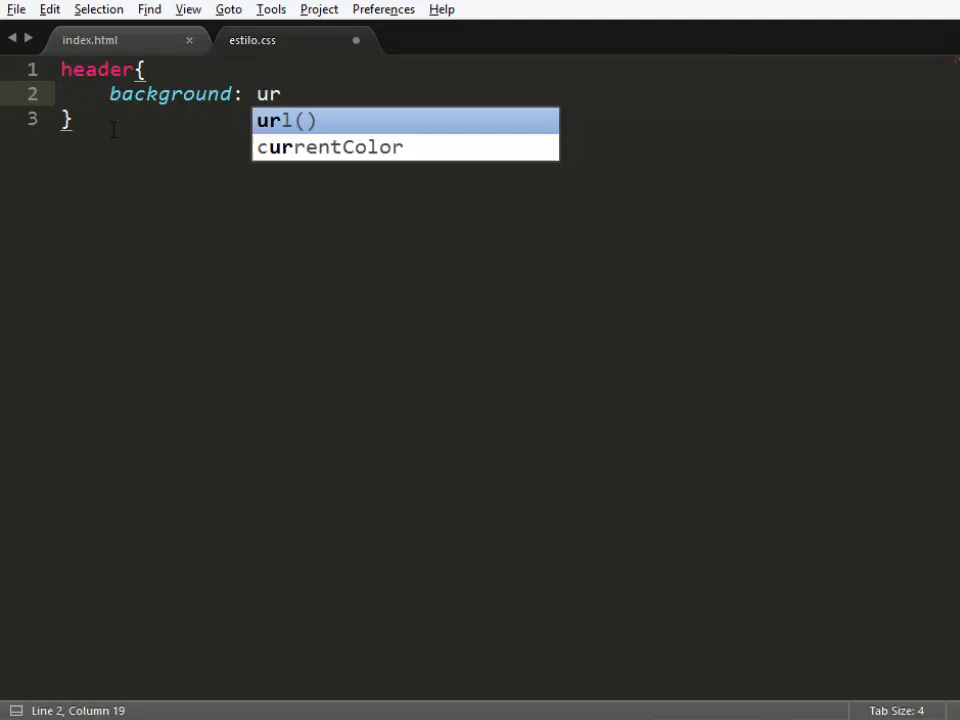 File Edit Selection Find View Goto Tools Project Preferences Help
index.html × estilo.css
1 header{
2 background: ur
url()
currentColor
3 }
Line 2, Column 19 Tab Size: 4